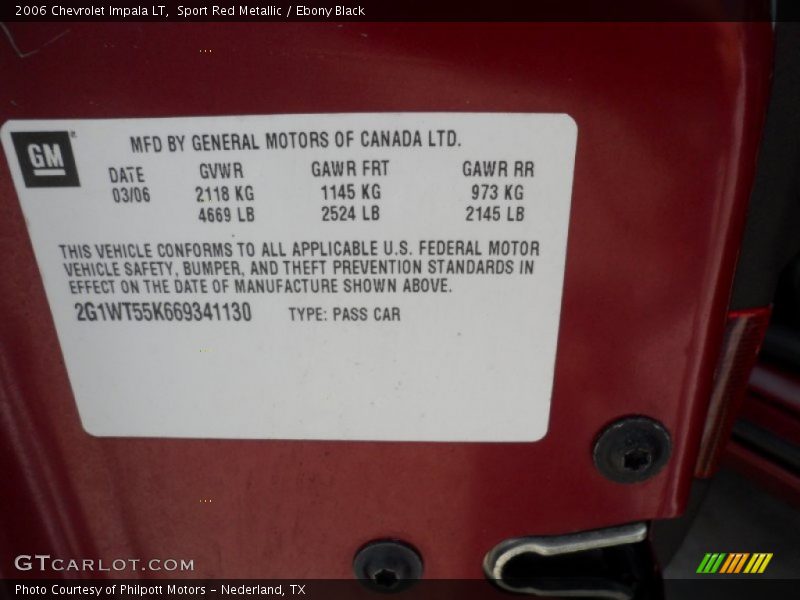 2006 Chevrolet Impala LT,  Sport Red Metallic / Ebony Black
GM
MFD BY GENERAL MOTORS OF CANADA LTD.
DATE GVWR GAWR FRT GAWR RR
03/06 2118 KG 1145 KG 973 KG
4669 LB 2524 LB 2145 LB
THIS VEHICLE CONFORMS TO ALL APPLICABLE U.S. FEDERAL MOTOR
VEHICLE SAFETY, BUMPER, AND THEFT PREVENTION STANDARDS IN
EFFECT ON THE DATE OF MANUFACTURE SHOWN ABOVE.
2G1WT55K669341130 TYPE: PASS CAR
GTCARLOT.COM
Photo Courtesy of Philpott Motors - Nederland, TX